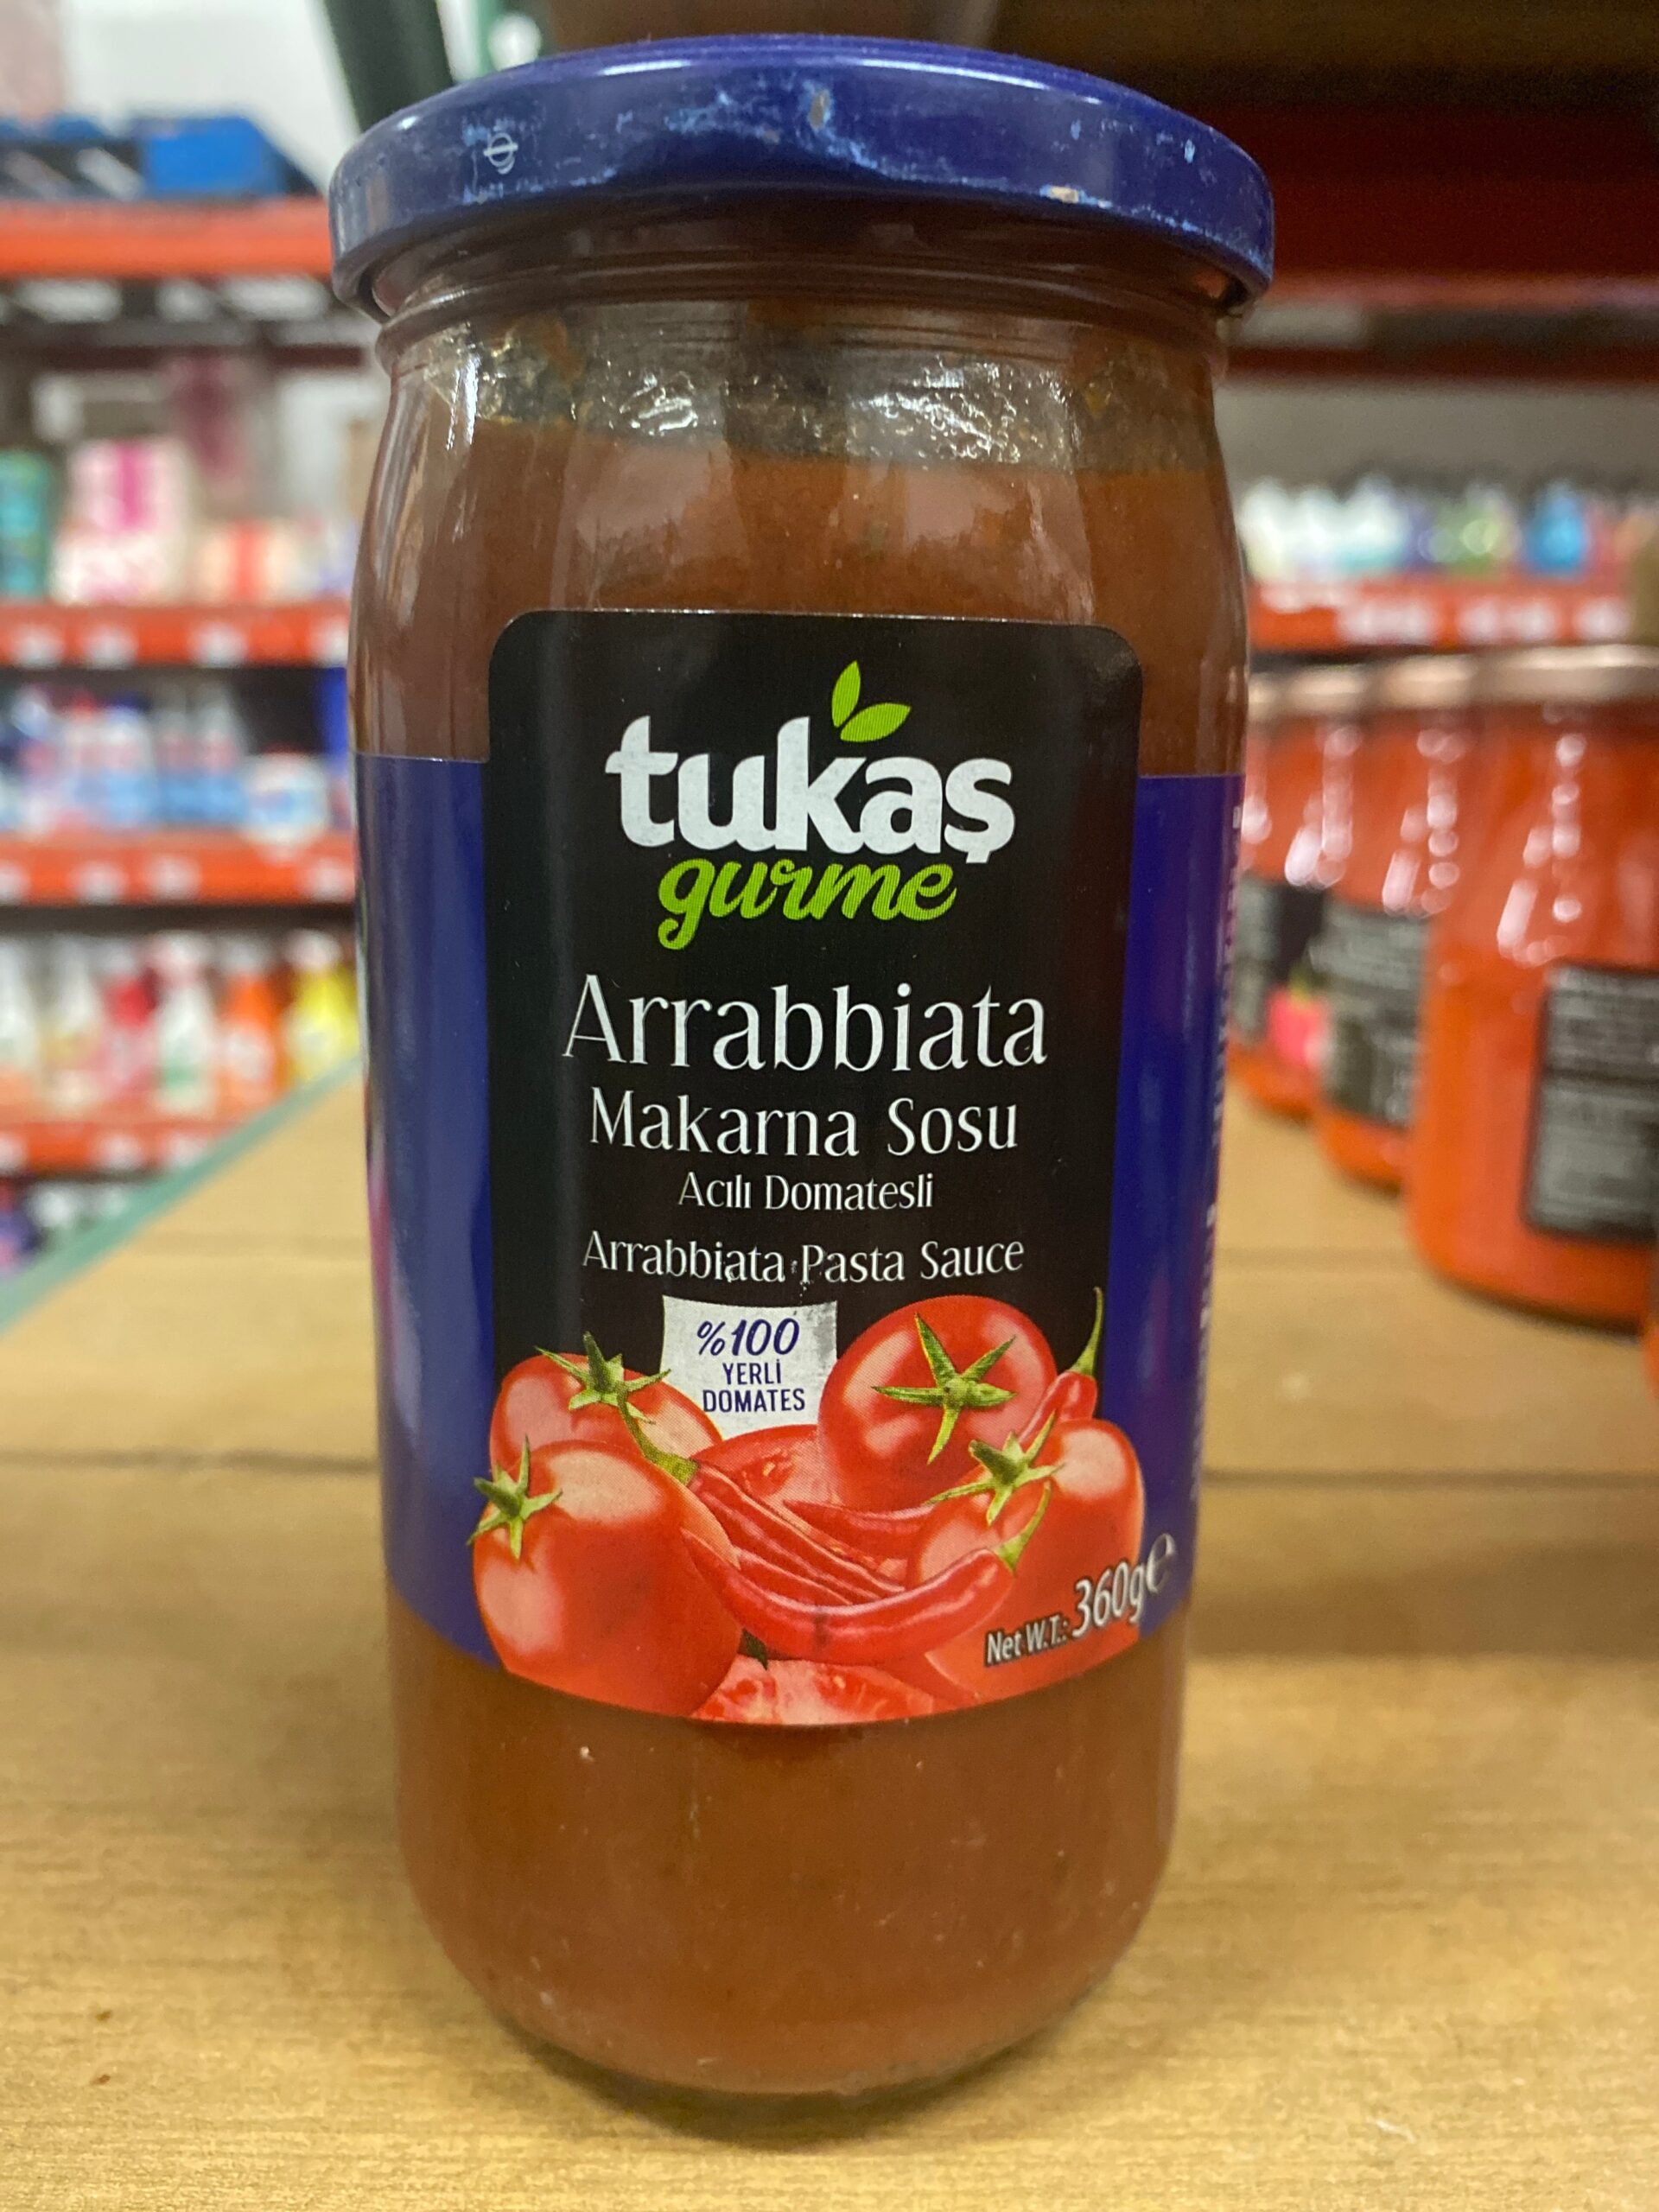 tukaş
gurme
Arrabbiata
Makarna Sosu
Acılı Domatesli
Arrabbiata Pasta Sauce
%100
YERLİ
DOMATES
Net W.T.: 360g℮